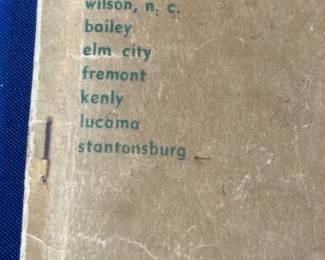 wilson, n. c.
bailey
elm city
fremont
kenly
lucama
stantonsburg